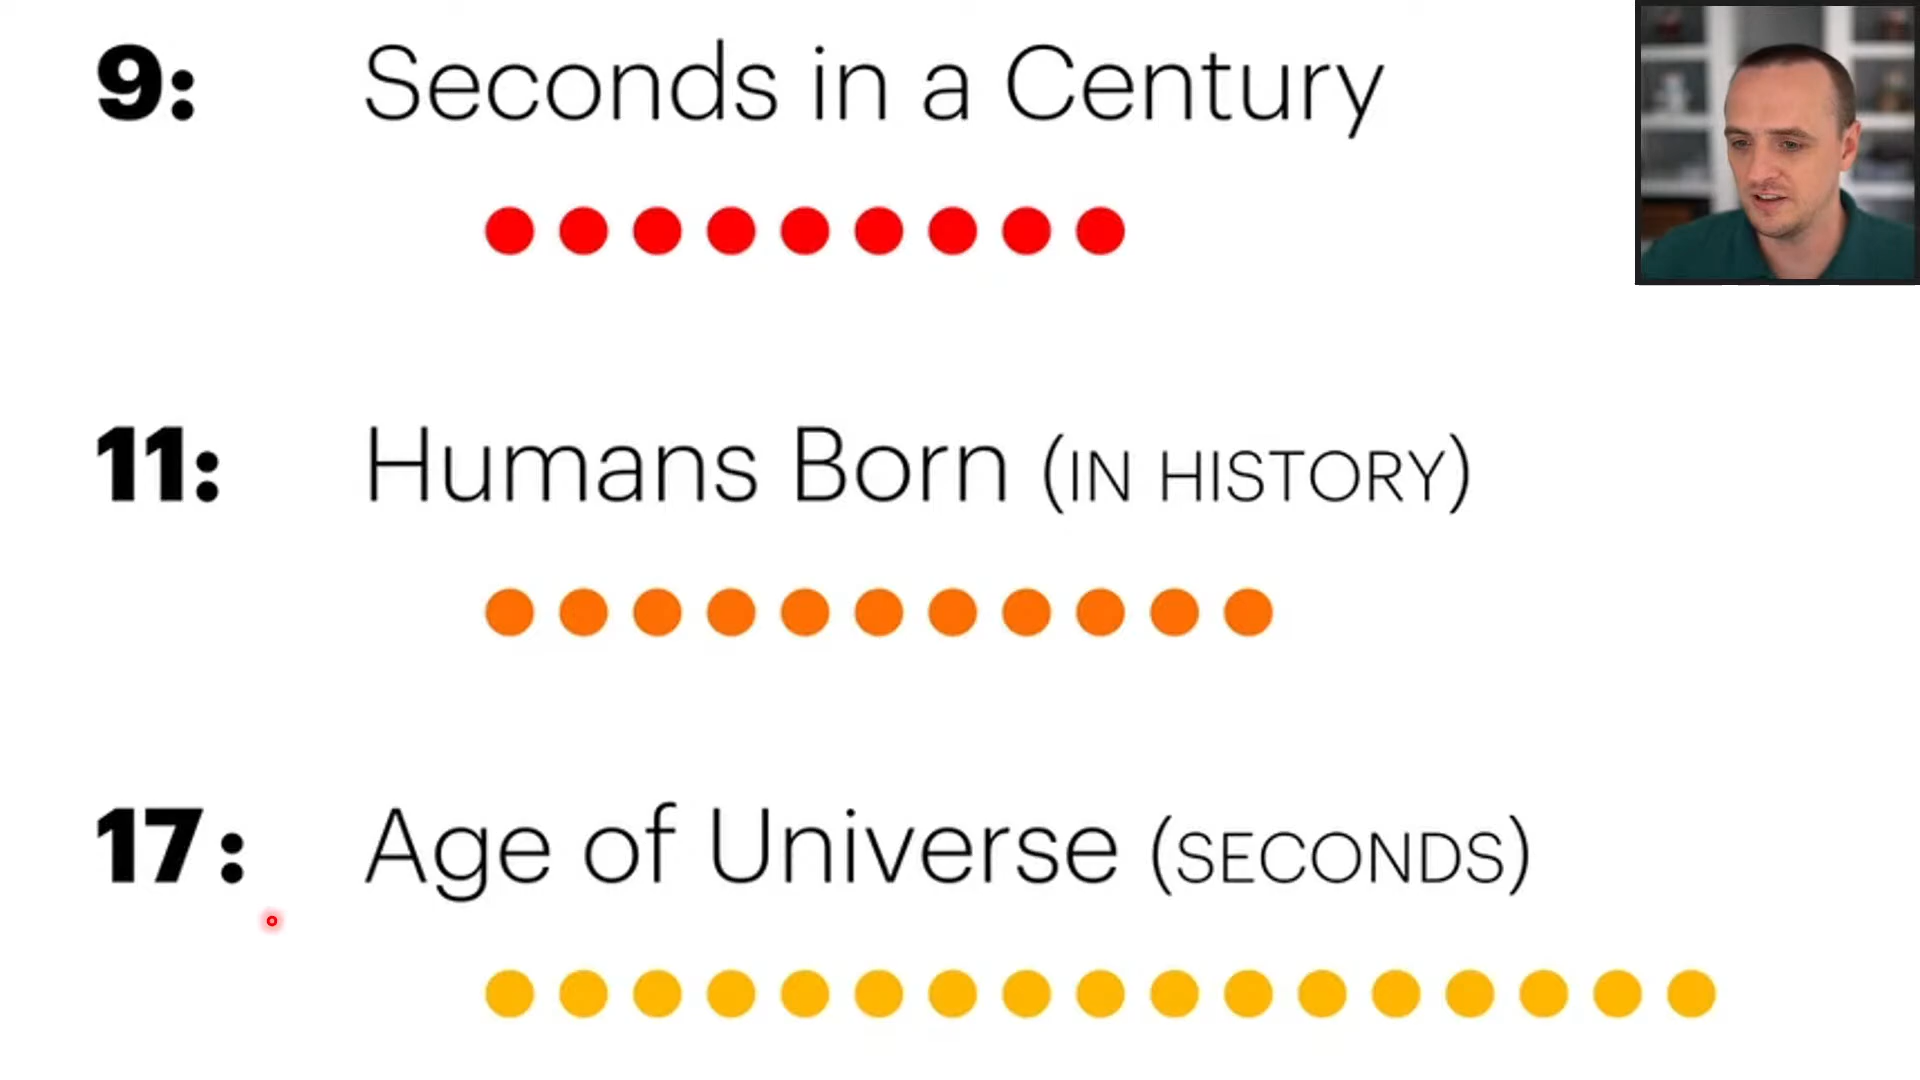 9: Seconds in a Century
11: Humans Born (IN HISTORY)
17: Age of Universe (SECONDS)